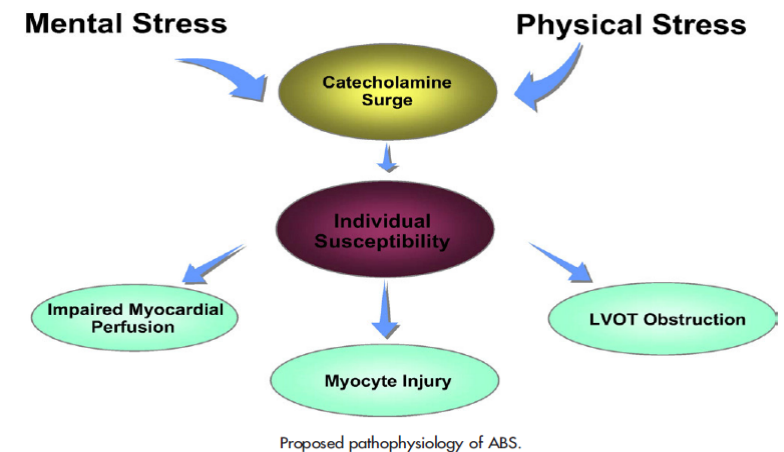 Mental Stress
Physical Stress
Catecholamine
Surge
Individual
Susceptibility
Impaired Myocardial
Perfusion
LVOT Obstruction
Myocyte Injury
Proposed pathophysiology of ABS.